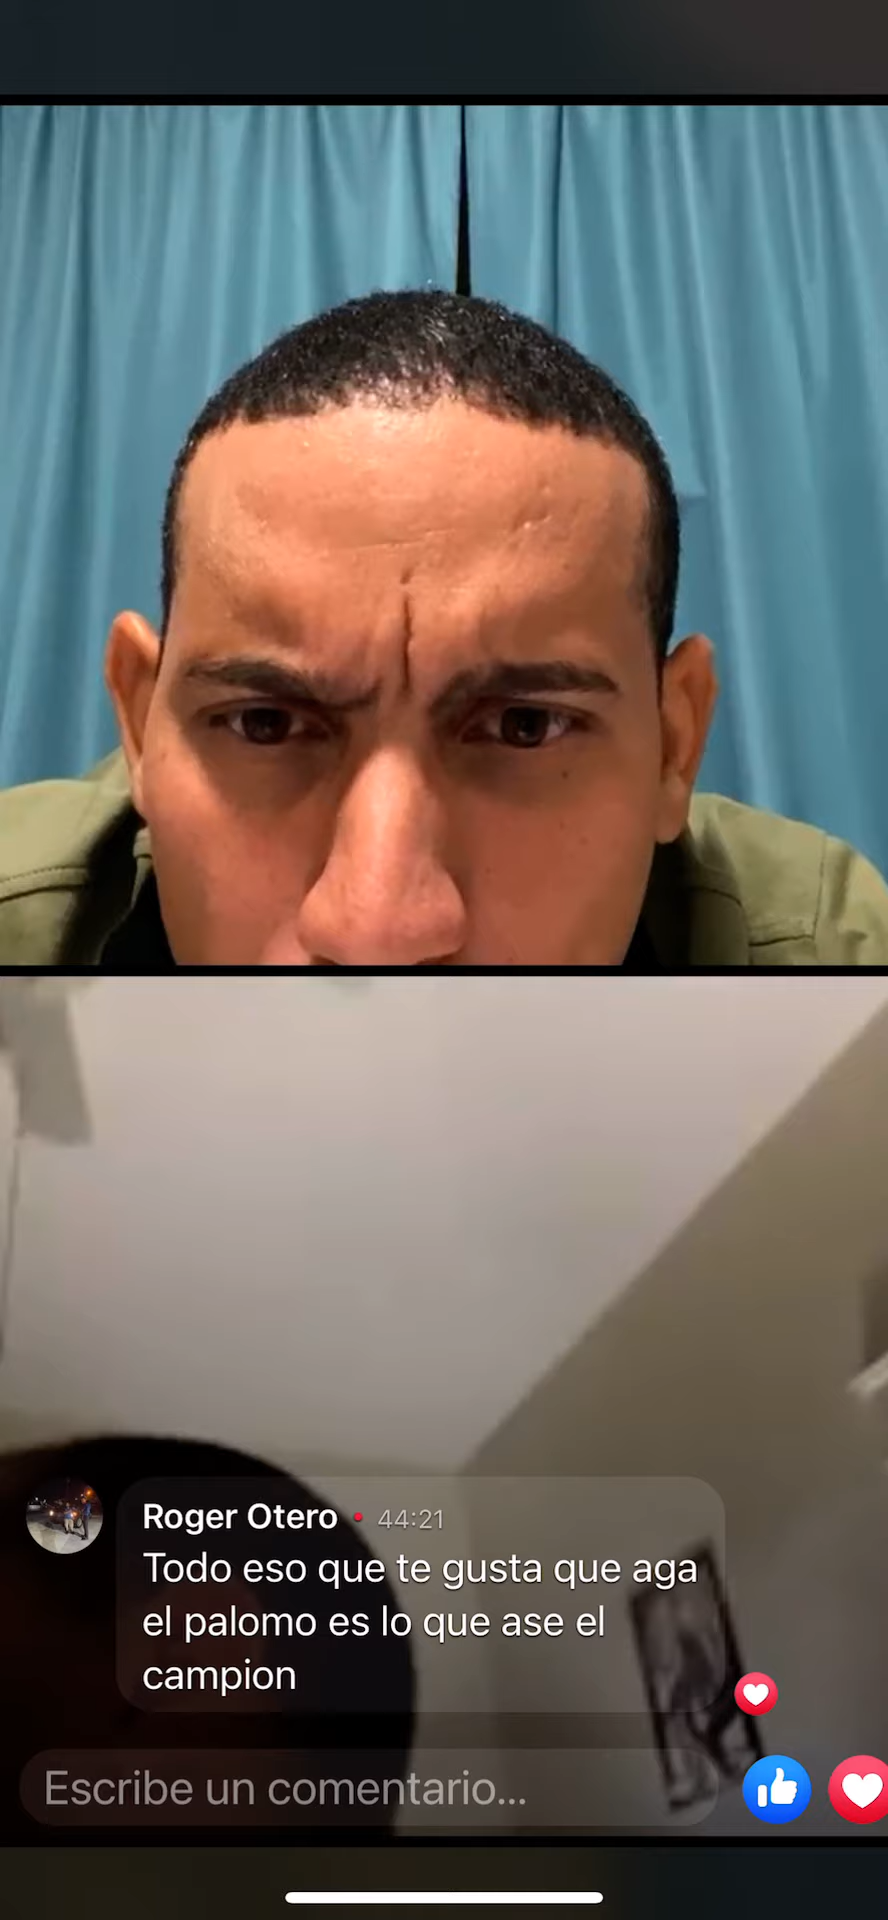 Roger Otero • 44:21
Todo eso que te gusta que aga
el palomo es lo que ase el
campion
Escribe un comentario...